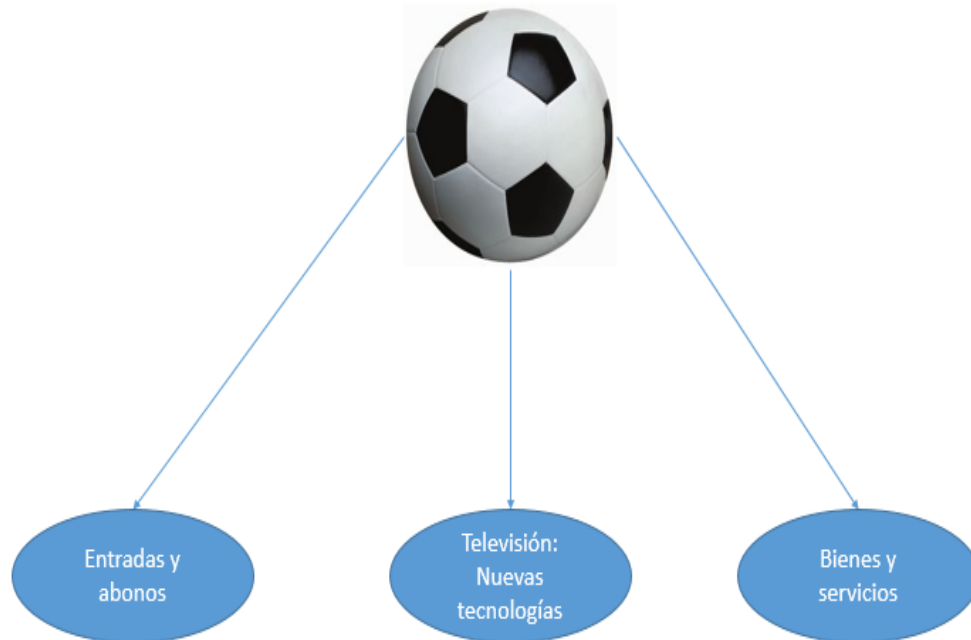 Entradas y
abonos
Televisión:
Nuevas
tecnologías
Bienes y
servicios